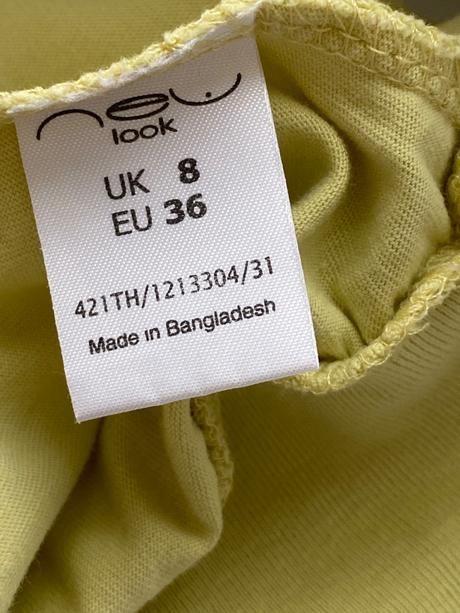 new
look
UK 8
EU 36
421TH/1213304/31
Made in Bangladesh